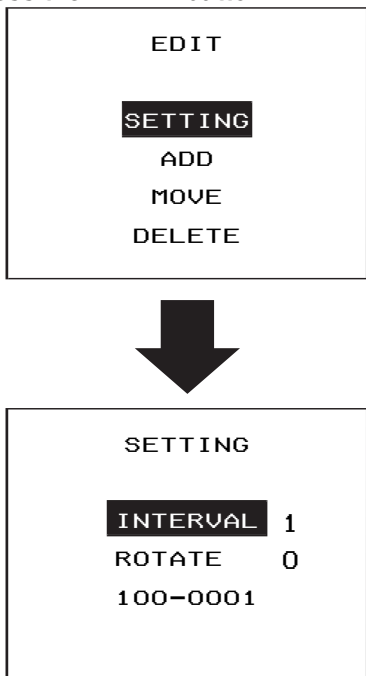 EDIT
SETTING
ADD
MOVE
DELETE
SETTING
INTERVAL 1
ROTATE 0
100-0001